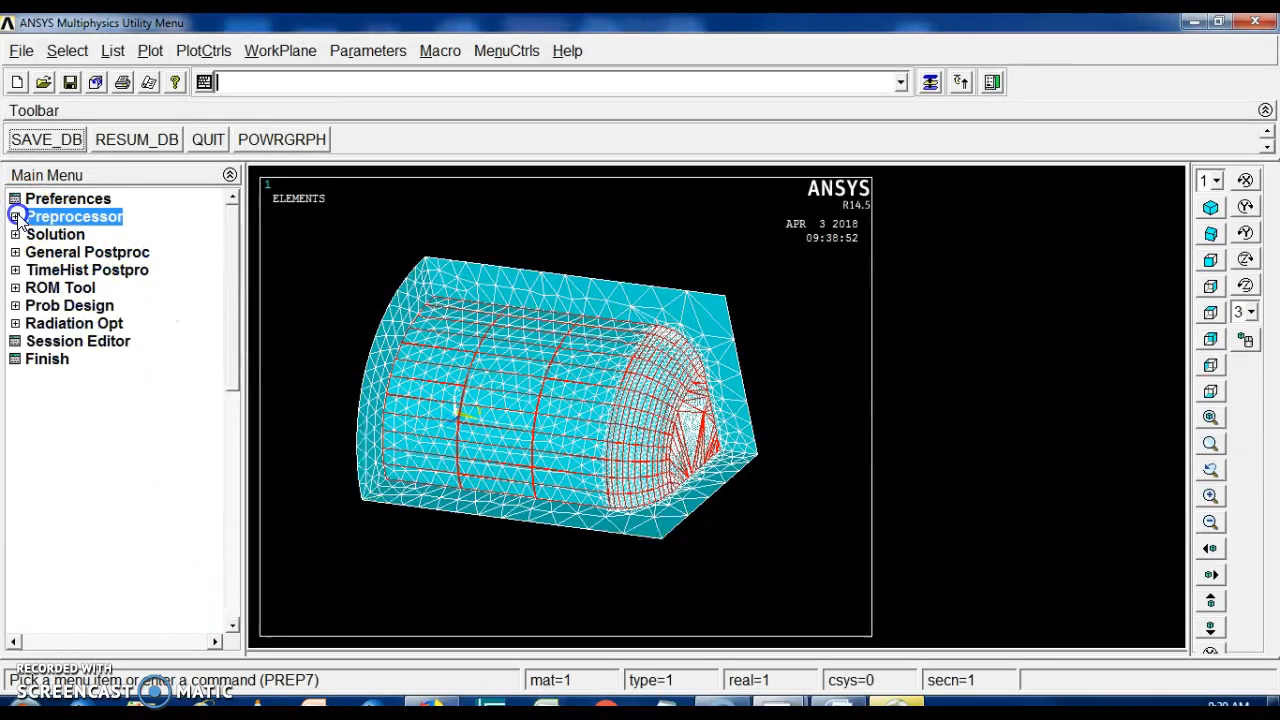 ANSYS Multiphysics Utility Menu
File Select List Plot PlotCtrls WorkPlane Parameters Macro MenuCtrls Help
Toolbar
SAVE_DB RESUM_DB QUIT POWRGRPH
Main Menu
Preferences
Preprocessor
Solution
General Postproc
TimeHist Postpro
ROM Tool
Prob Design
Radiation Opt
Session Editor
Finish
1
ELEMENTS
ANSYS
R14.5
APR 3 2018
09:38:52
1
3
Pick a menu item or enter a command (PREP7)
mat=1 type=1 real=1 csys=0 secn=1
RECORDED WITH
SCREENCAST MATIC